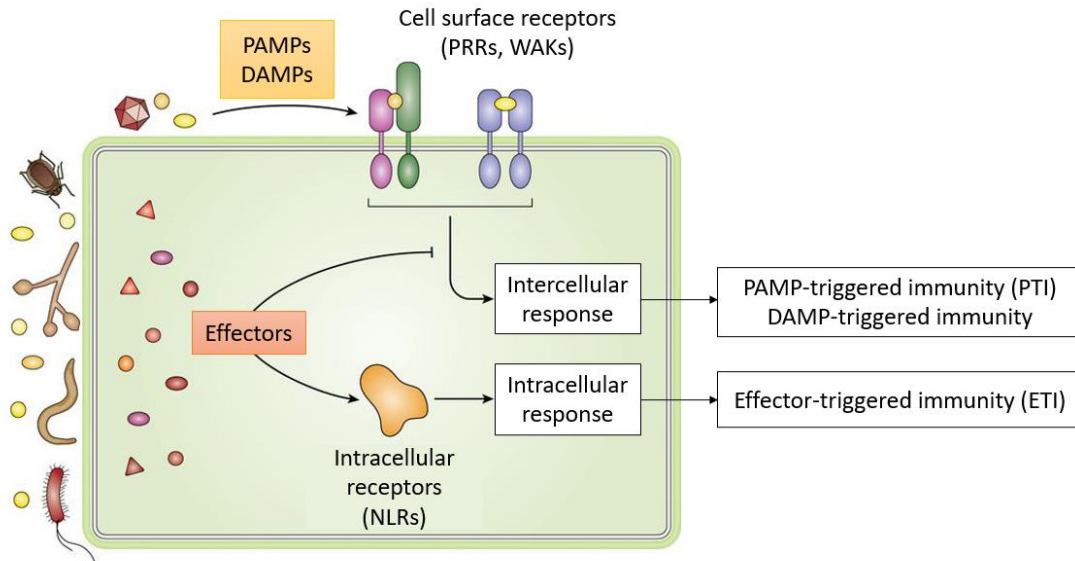 Cell surface receptors
(PRRs, WAKs)
PAMPs
DAMPs
Intercellular
response
PAMP-triggered immunity (PTI)
DAMP-triggered immunity
Effectors
Intracellular
response
Effector-triggered immunity (ETI)
Intracellular
receptors
(NLRs)